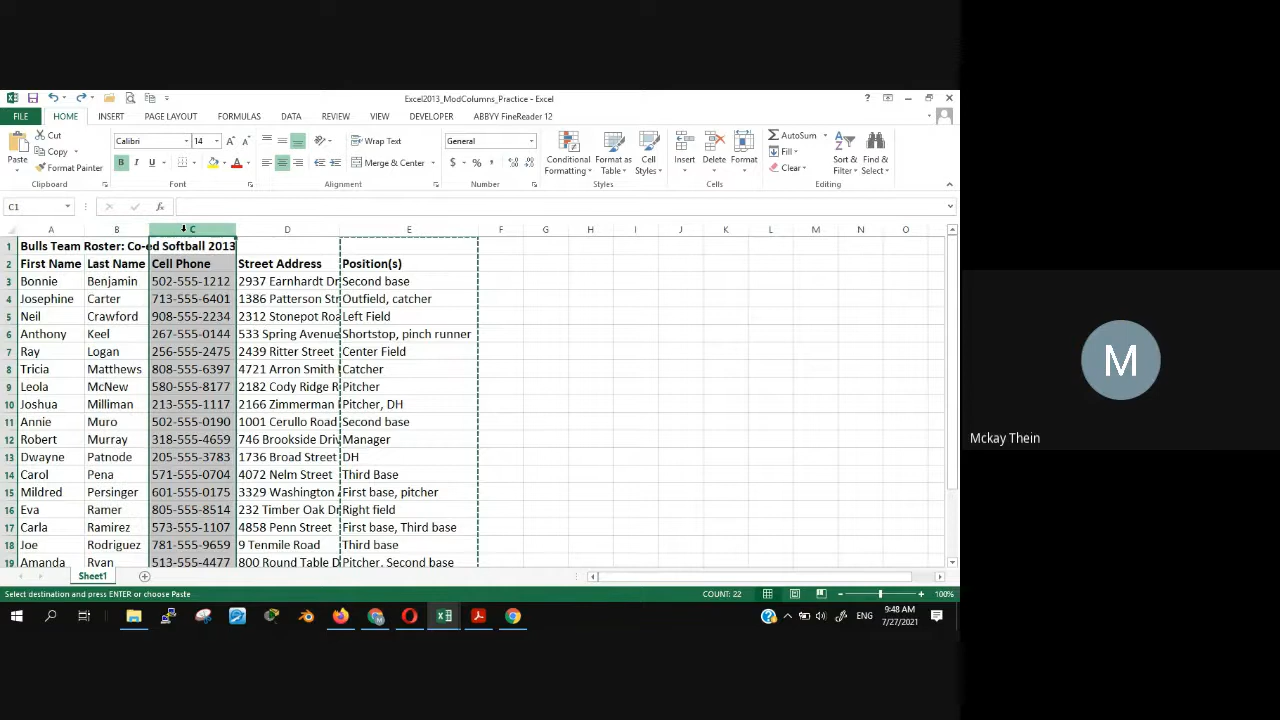 Excel2013_ModColumns_Practice - Excel
FILE HOME INSERT PAGE LAYOUT FORMULAS DATA REVIEW VIEW DEVELOPER ABBYY FineReader 12
Paste Cut Copy Format Painter Clipboard
Calibri 14 B I U Font
Wrap Text Merge & Center Alignment
General $ % Number
Conditional Formatting Format as Table Cell Styles Styles
Insert Delete Format Cells
AutoSum Fill Clear Sort & Filter Find & Select Editing
C1 fx
A B C D E F G H I J K L M N O
1 Bulls Team Roster: Co-ed Softball 2013
2 First Name Last Name Cell Phone Street Address Position(s)
3 Bonnie Benjamin 502-555-1212 2937 Earnhardt Dr Second base
4 Josephine Carter 713-555-6401 1386 Patterson Str Outfield, catcher
5 Neil Crawford 908-555-2234 2312 Stonepot Roa Left Field
6 Anthony Keel 267-555-0144 533 Spring Avenue Shortstop, pinch runner
7 Ray Logan 256-555-2475 2439 Ritter Street Center Field
8 Tricia Matthews 808-555-6397 4721 Arron Smith Catcher
9 Leola McNew 580-555-8177 2182 Cody Ridge R Pitcher
10 Joshua Milliman 213-555-1117 2166 Zimmerman Pitcher, DH
11 Annie Muro 502-555-0190 1001 Cerullo Road Second base
12 Robert Murray 318-555-4659 746 Brookside Driv Manager
13 Dwayne Patnode 205-555-3783 1736 Broad Street DH
14 Carol Pena 571-555-0704 4072 Nelm Street Third Base
15 Mildred Persinger 601-555-0175 3329 Washington First base, pitcher
16 Eva Ramer 805-555-8514 232 Timber Oak Dr Right field
17 Carla Ramirez 573-555-1107 4858 Penn Street First base, Third base
18 Joe Rodriguez 781-555-9659 9 Tenmile Road Third base
19 Amanda Ryan 513-555-4477 800 Round Table D Pitcher, Second base
Sheet1
Select destination and press ENTER or choose Paste COUNT: 22 100%
ENG 9:48 AM
7/27/2021
M
Mckay Thein